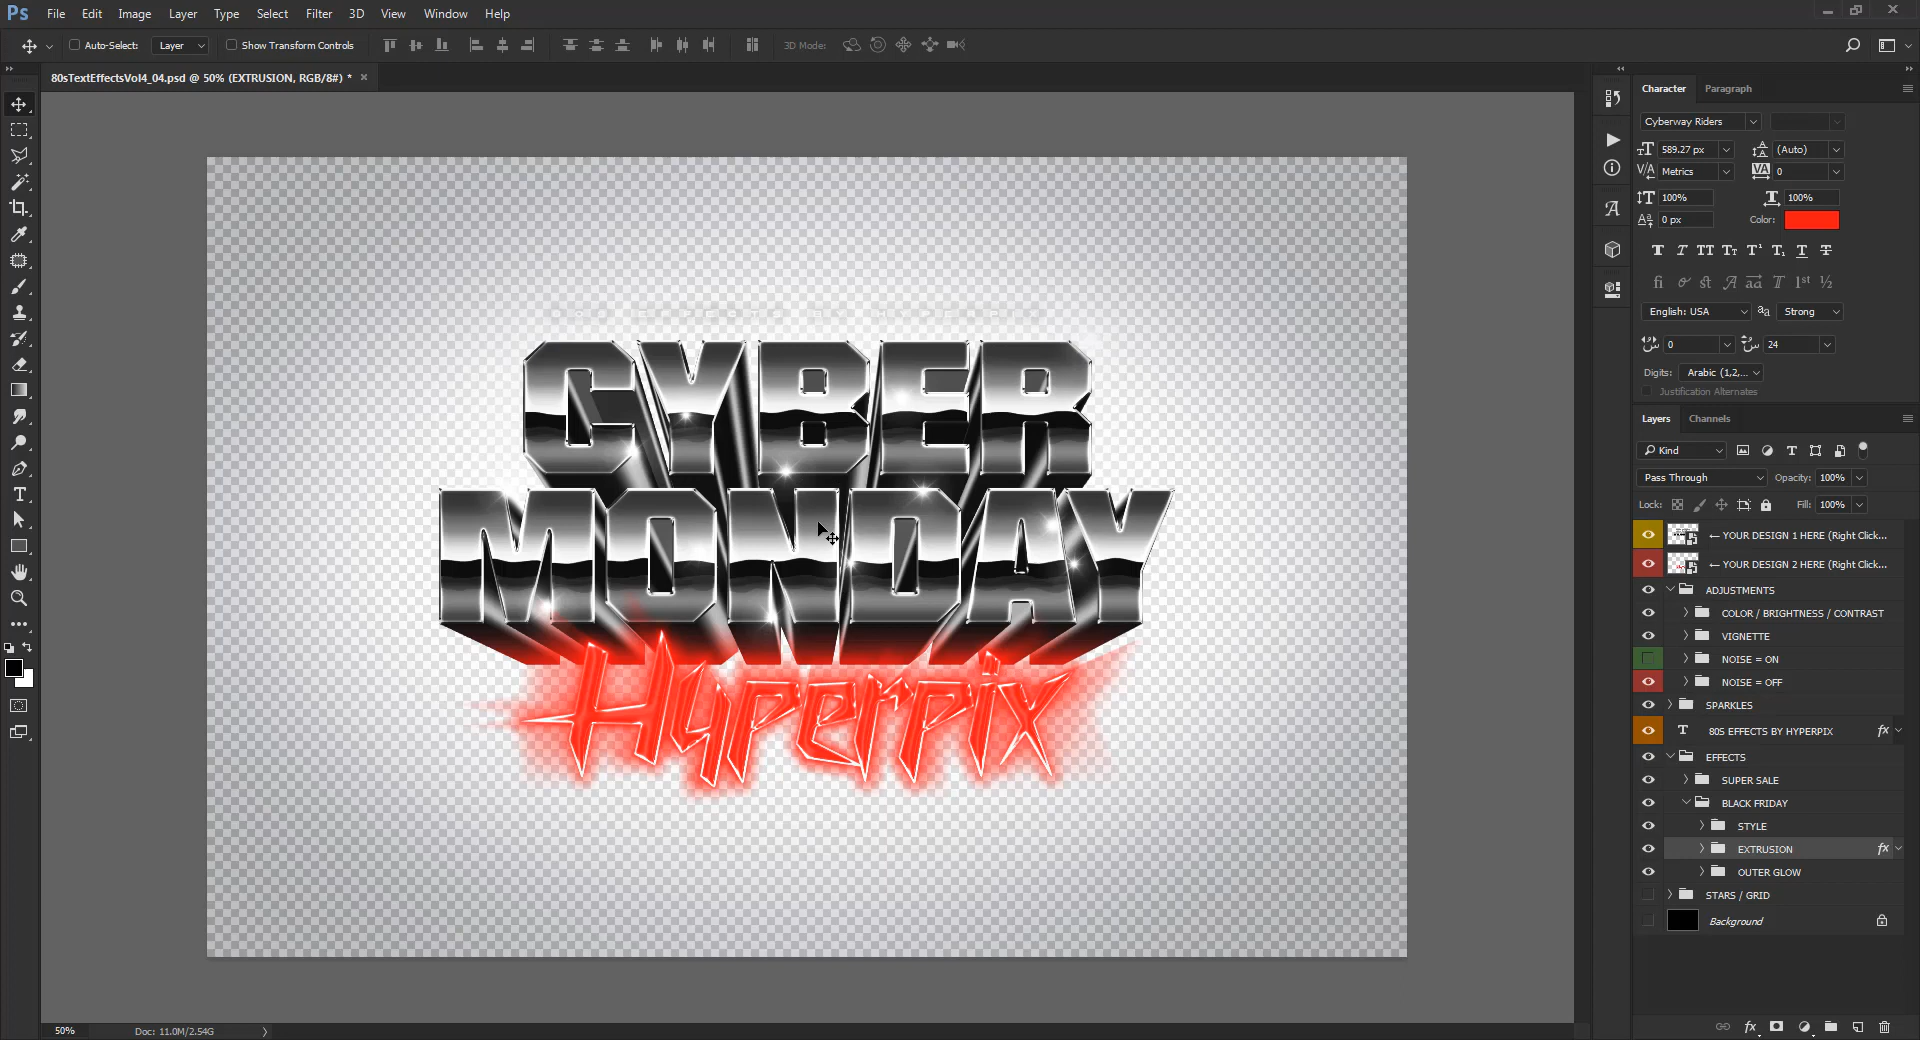 Ps File Edit Image Layer Type Select Filter 3D View Window Help
Auto-Select: Layer Show Transform Controls 3D Mode:
80sTextEffectsVol4_04.psd @ 50% (EXTRUSION, RGB/8#) * ×
CYBER
MONDAY
Hyperpix
50% Doc: 11.0M/2.54G
Character Paragraph
Cyberway Riders
589.27 px (Auto)
Metrics 0
100% 100%
0 px Color:
English: USA aa Strong
0 24
Digits: Arabic (1,2,...
Justification Alternates
Layers Channels
Kind
Pass Through Opacity: 100%
Lock: Fill: 100%
← YOUR DESIGN 1 HERE (Right Click...
← YOUR DESIGN 2 HERE (Right Click...
ADJUSTMENTS
COLOR / BRIGHTNESS / CONTRAST
VIGNETTE
NOISE = ON
NOISE = OFF
SPARKLES
80S EFFECTS BY HYPERPIX fx
EFFECTS
SUPER SALE
BLACK FRIDAY
STYLE
EXTRUSION fx
OUTER GLOW
STARS / GRID
Background